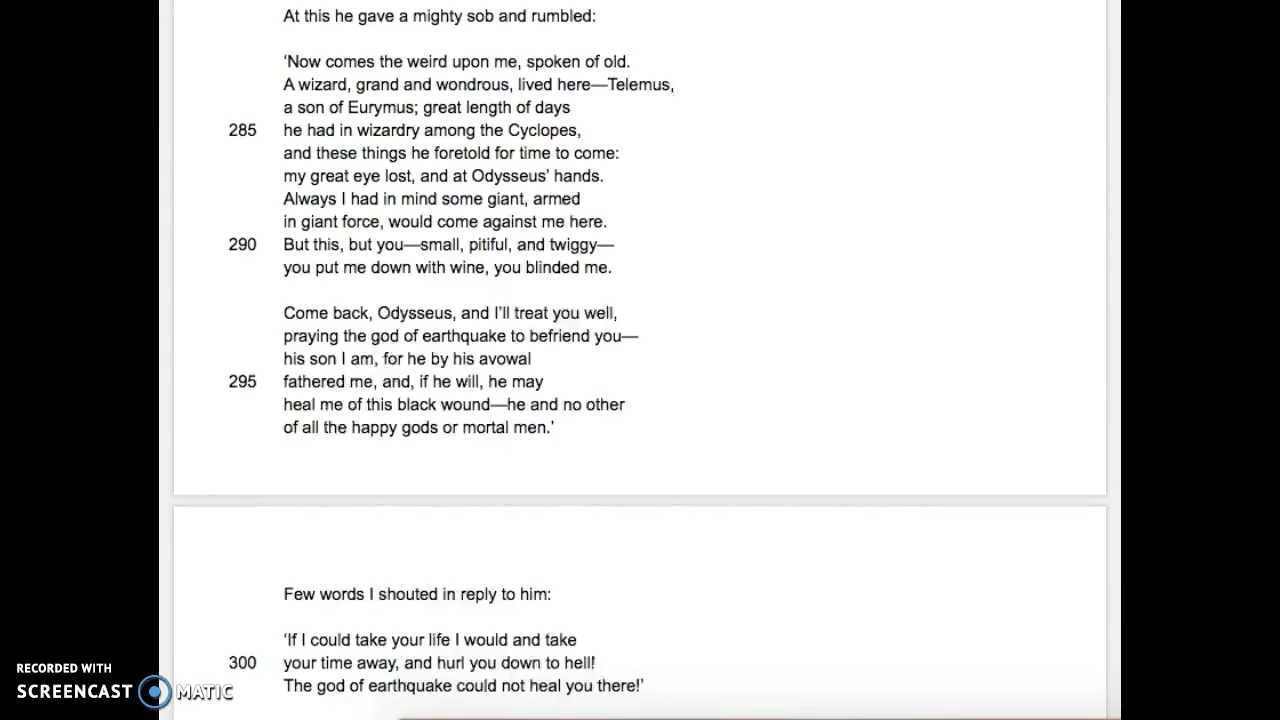 At this he gave a mighty sob and rumbled:
‘Now comes the weird upon me, spoken of old.
A wizard, grand and wondrous, lived here—Telemus,
a son of Eurymus; great length of days
285 he had in wizardry among the Cyclopes,
and these things he foretold for time to come:
my great eye lost, and at Odysseus’ hands.
Always I had in mind some giant, armed
in giant force, would come against me here.
290 But this, but you—small, pitiful, and twiggy—
you put me down with wine, you blinded me.
Come back, Odysseus, and I’ll treat you well,
praying the god of earthquake to befriend you—
his son I am, for he by his avowal
295 fathered me, and, if he will, he may
heal me of this black wound—he and no other
of all the happy gods or mortal men.’
Few words I shouted in reply to him:
‘If I could take your life I would and take
300 your time away, and hurl you down to hell!
The god of earthquake could not heal you there!’
RECORDED WITH
SCREENCAST MATIC